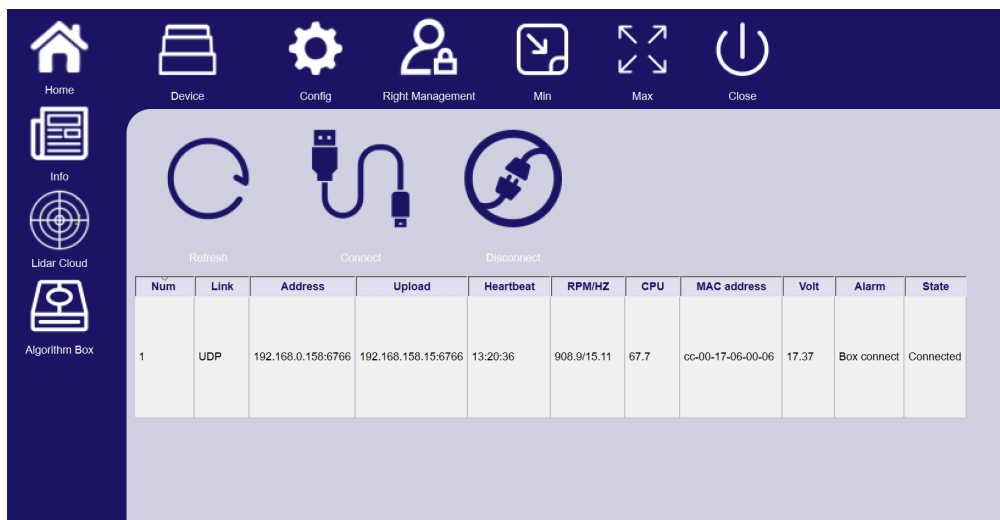 Home
Device
Config
Right Management
Min
Max
Close
Info
Lidar Cloud
Algorithm Box
Refresh
Connect
Disconnect
Num Link Address Upload Heartbeat RPM/HZ CPU MAC address Volt Alarm State
1 UDP 192.168.0.158:6766 192.168.158.15:6766 13:20:36 908.9/15.11 67.7 cc-00-17-06-00-06 17.37 Box connect Connected